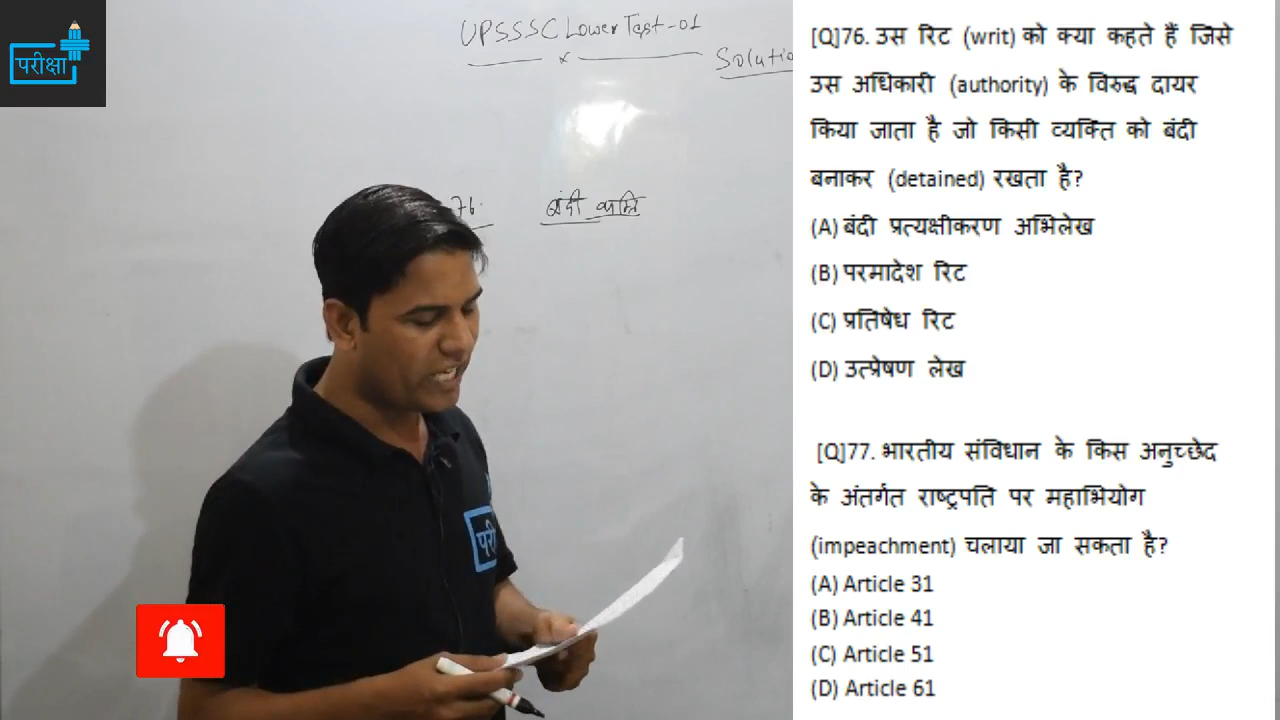 परीक्षा
UPSSSC Lower Test-01
Solutio
76.
बंदी
परी
[Q]76. उस रिट (writ) को क्या कहते हैं जिसे
उस अधिकारी (authority) के विरुद्ध दायर
किया जाता है जो किसी व्यक्ति को बंदी
बनाकर (detained) रखता है?
(A) बंदी प्रत्यक्षीकरण अभिलेख
(B) परमादेश रिट
(C) प्रतिषेध रिट
(D) उत्प्रेषण लेख
[Q]77. भारतीय संविधान के किस अनुच्छेद
के अंतर्गत राष्ट्रपति पर महाभियोग
(impeachment) चलाया जा सकता है?
(A) Article 31
(B) Article 41
(C) Article 51
(D) Article 61